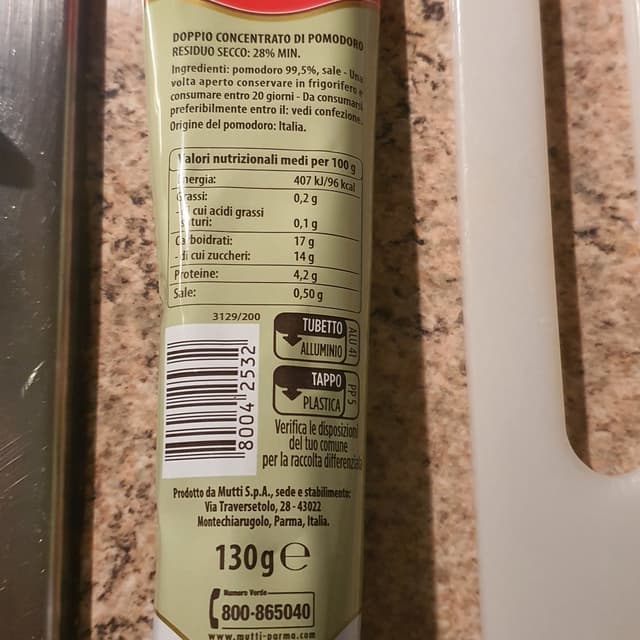 DOPPIO CONCENTRATO DI POMODORO
RESIDUO SECCO: 28% MIN.
Ingredienti: pomodoro 99,5%, sale - Una
volta aperto conservare in frigorifero e
consumare entro 20 giorni - Da consumarsi
preferibilmente entro il: vedi confezione.
Origine del pomodoro: Italia.
Valori nutrizionali medi per 100 g
Energia: 407 kJ/96 kcal
Grassi: 0,2 g
- di cui acidi grassi
saturi: 0,1 g
Carboidrati: 17 g
- di cui zuccheri: 14 g
Proteine: 4,2 g
Sale: 0,50 g
3129/200
TUBETTO
ALLUMINIO
ALU 41
TAPPO
PLASTICA
PP 5
8004 2532
Verifica le disposizioni
del tuo comune
per la raccolta differenziata
Prodotto da Mutti S.p.A., sede e stabilimento:
Via Traversetolo, 28 - 43022
Montechiarugolo, Parma, Italia.
130g e
Numero Verde
800-865040
www.mutti-parma.com